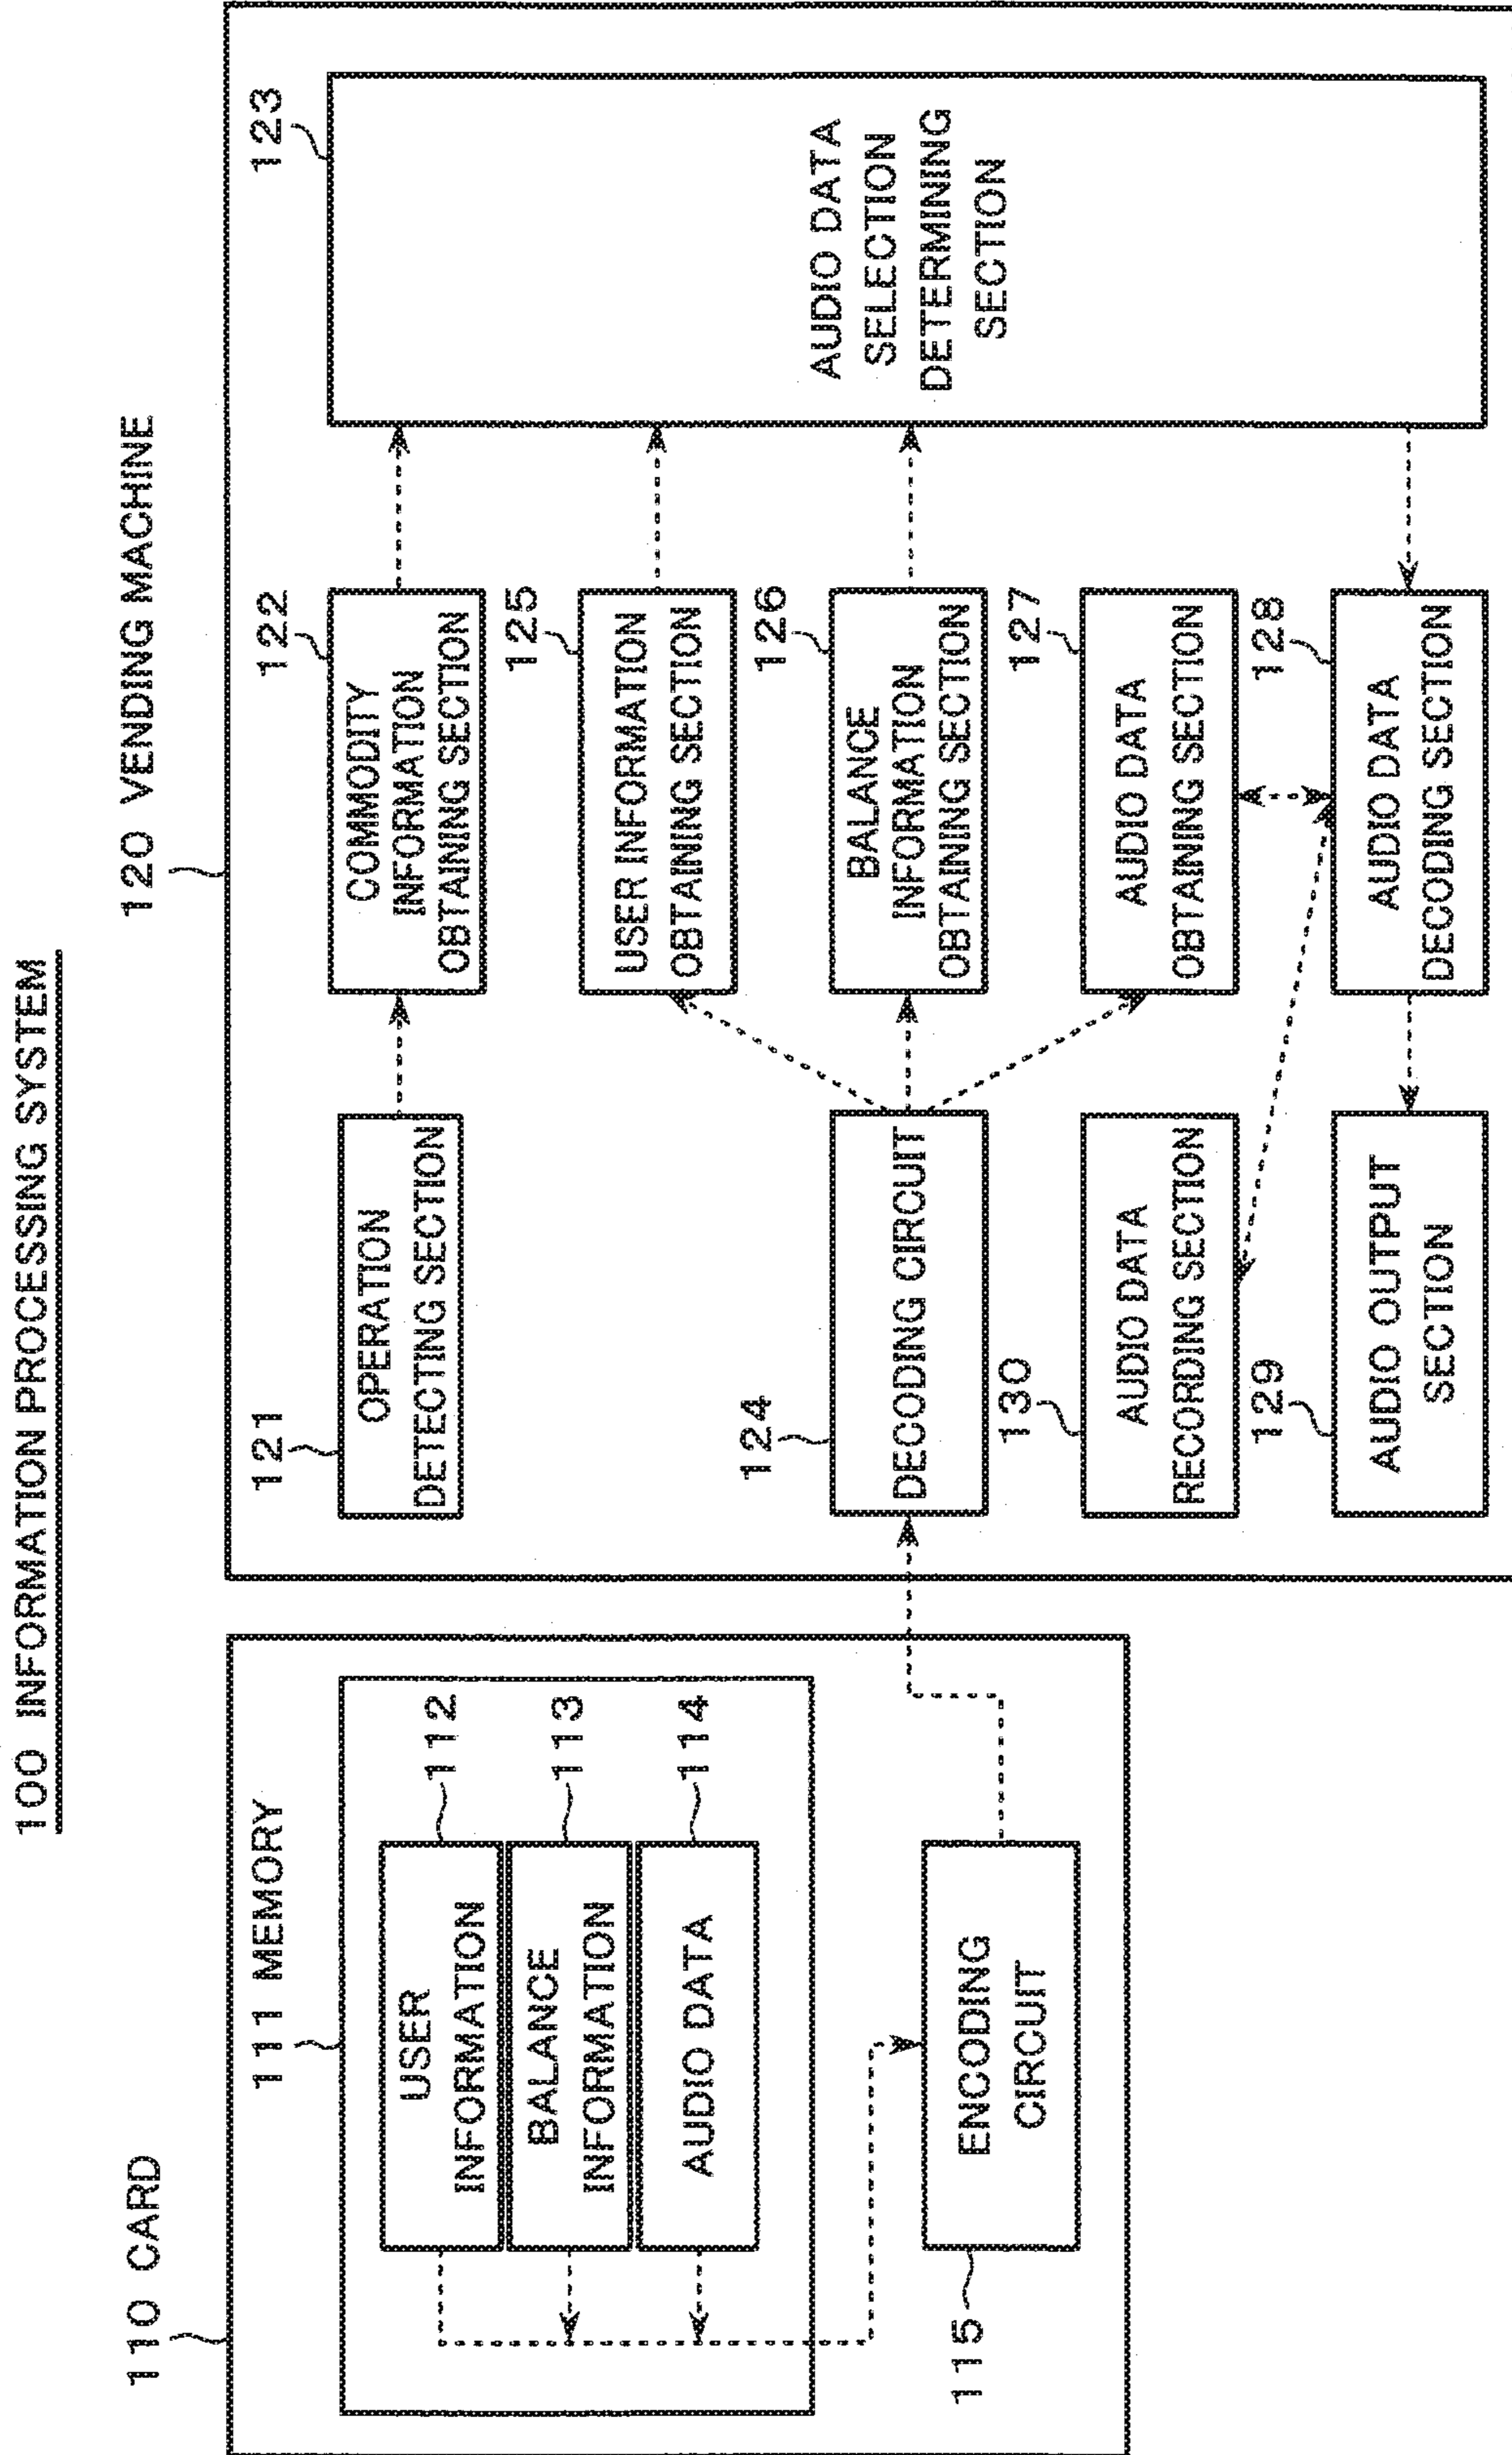 100 INFORMATION PROCESSING SYSTEM
110 CARD
111 MEMORY
USER
INFORMATION
112
BALANCE
INFORMATION
113
AUDIO DATA
114
115
ENCODING
CIRCUIT
120 VENDING MACHINE
121
OPERATION
DETECTING SECTION
122
COMMODITY
INFORMATION
OBTAINING SECTION
123
AUDIO DATA
SELECTION
DETERMINING
SECTION
125
USER INFORMATION
OBTAINING SECTION
124
DECODING CIRCUIT
126
BALANCE
INFORMATION
OBTAINING SECTION
130
AUDIO DATA
RECORDING SECTION
127
AUDIO DATA
OBTAINING SECTION
129
AUDIO OUTPUT
SECTION
128
AUDIO DATA
DECODING SECTION